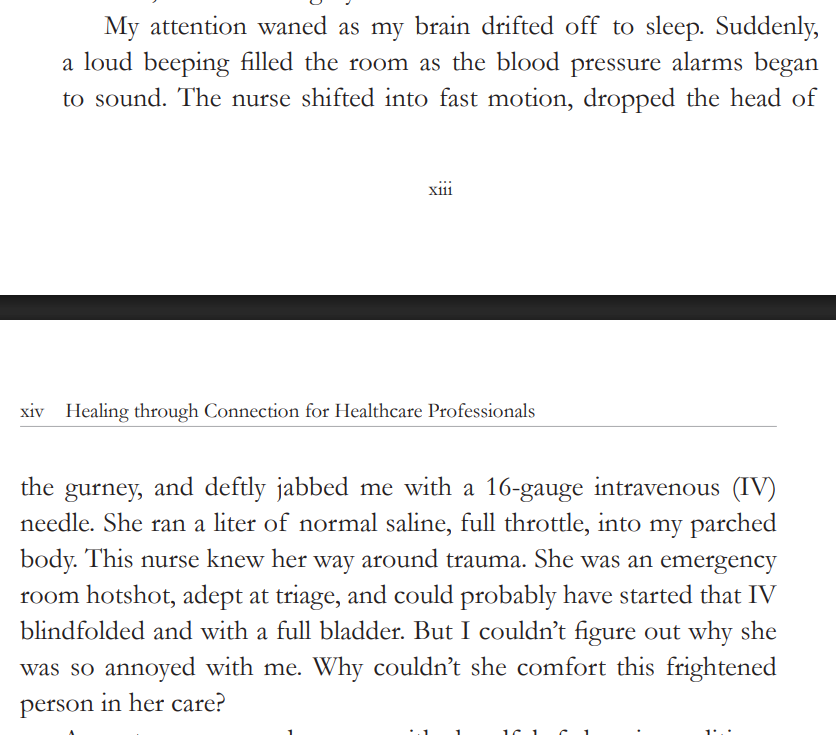 My attention waned as my brain drifted off to sleep. Suddenly,
a loud beeping filled the room as the blood pressure alarms began
to sound. The nurse shifted into fast motion, dropped the head of
xiii
xiv Healing through Connection for Healthcare Professionals
the gurney, and deftly jabbed me with a 16-gauge intravenous (IV)
needle. She ran a liter of normal saline, full throttle, into my parched
body. This nurse knew her way around trauma. She was an emergency
room hotshot, adept at triage, and could probably have started that IV
blindfolded and with a full bladder. But I couldn’t figure out why she
was so annoyed with me. Why couldn’t she comfort this frightened
person in her care?